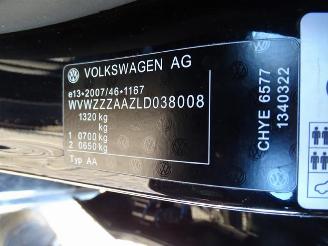 VOLKSWAGEN AG
e13*2007/46*1167
WVWZZZAAZLD038008
1320 kg
kg
1 0700 kg
2 0650 kg
Typ AA
CHYE 6577
1340322